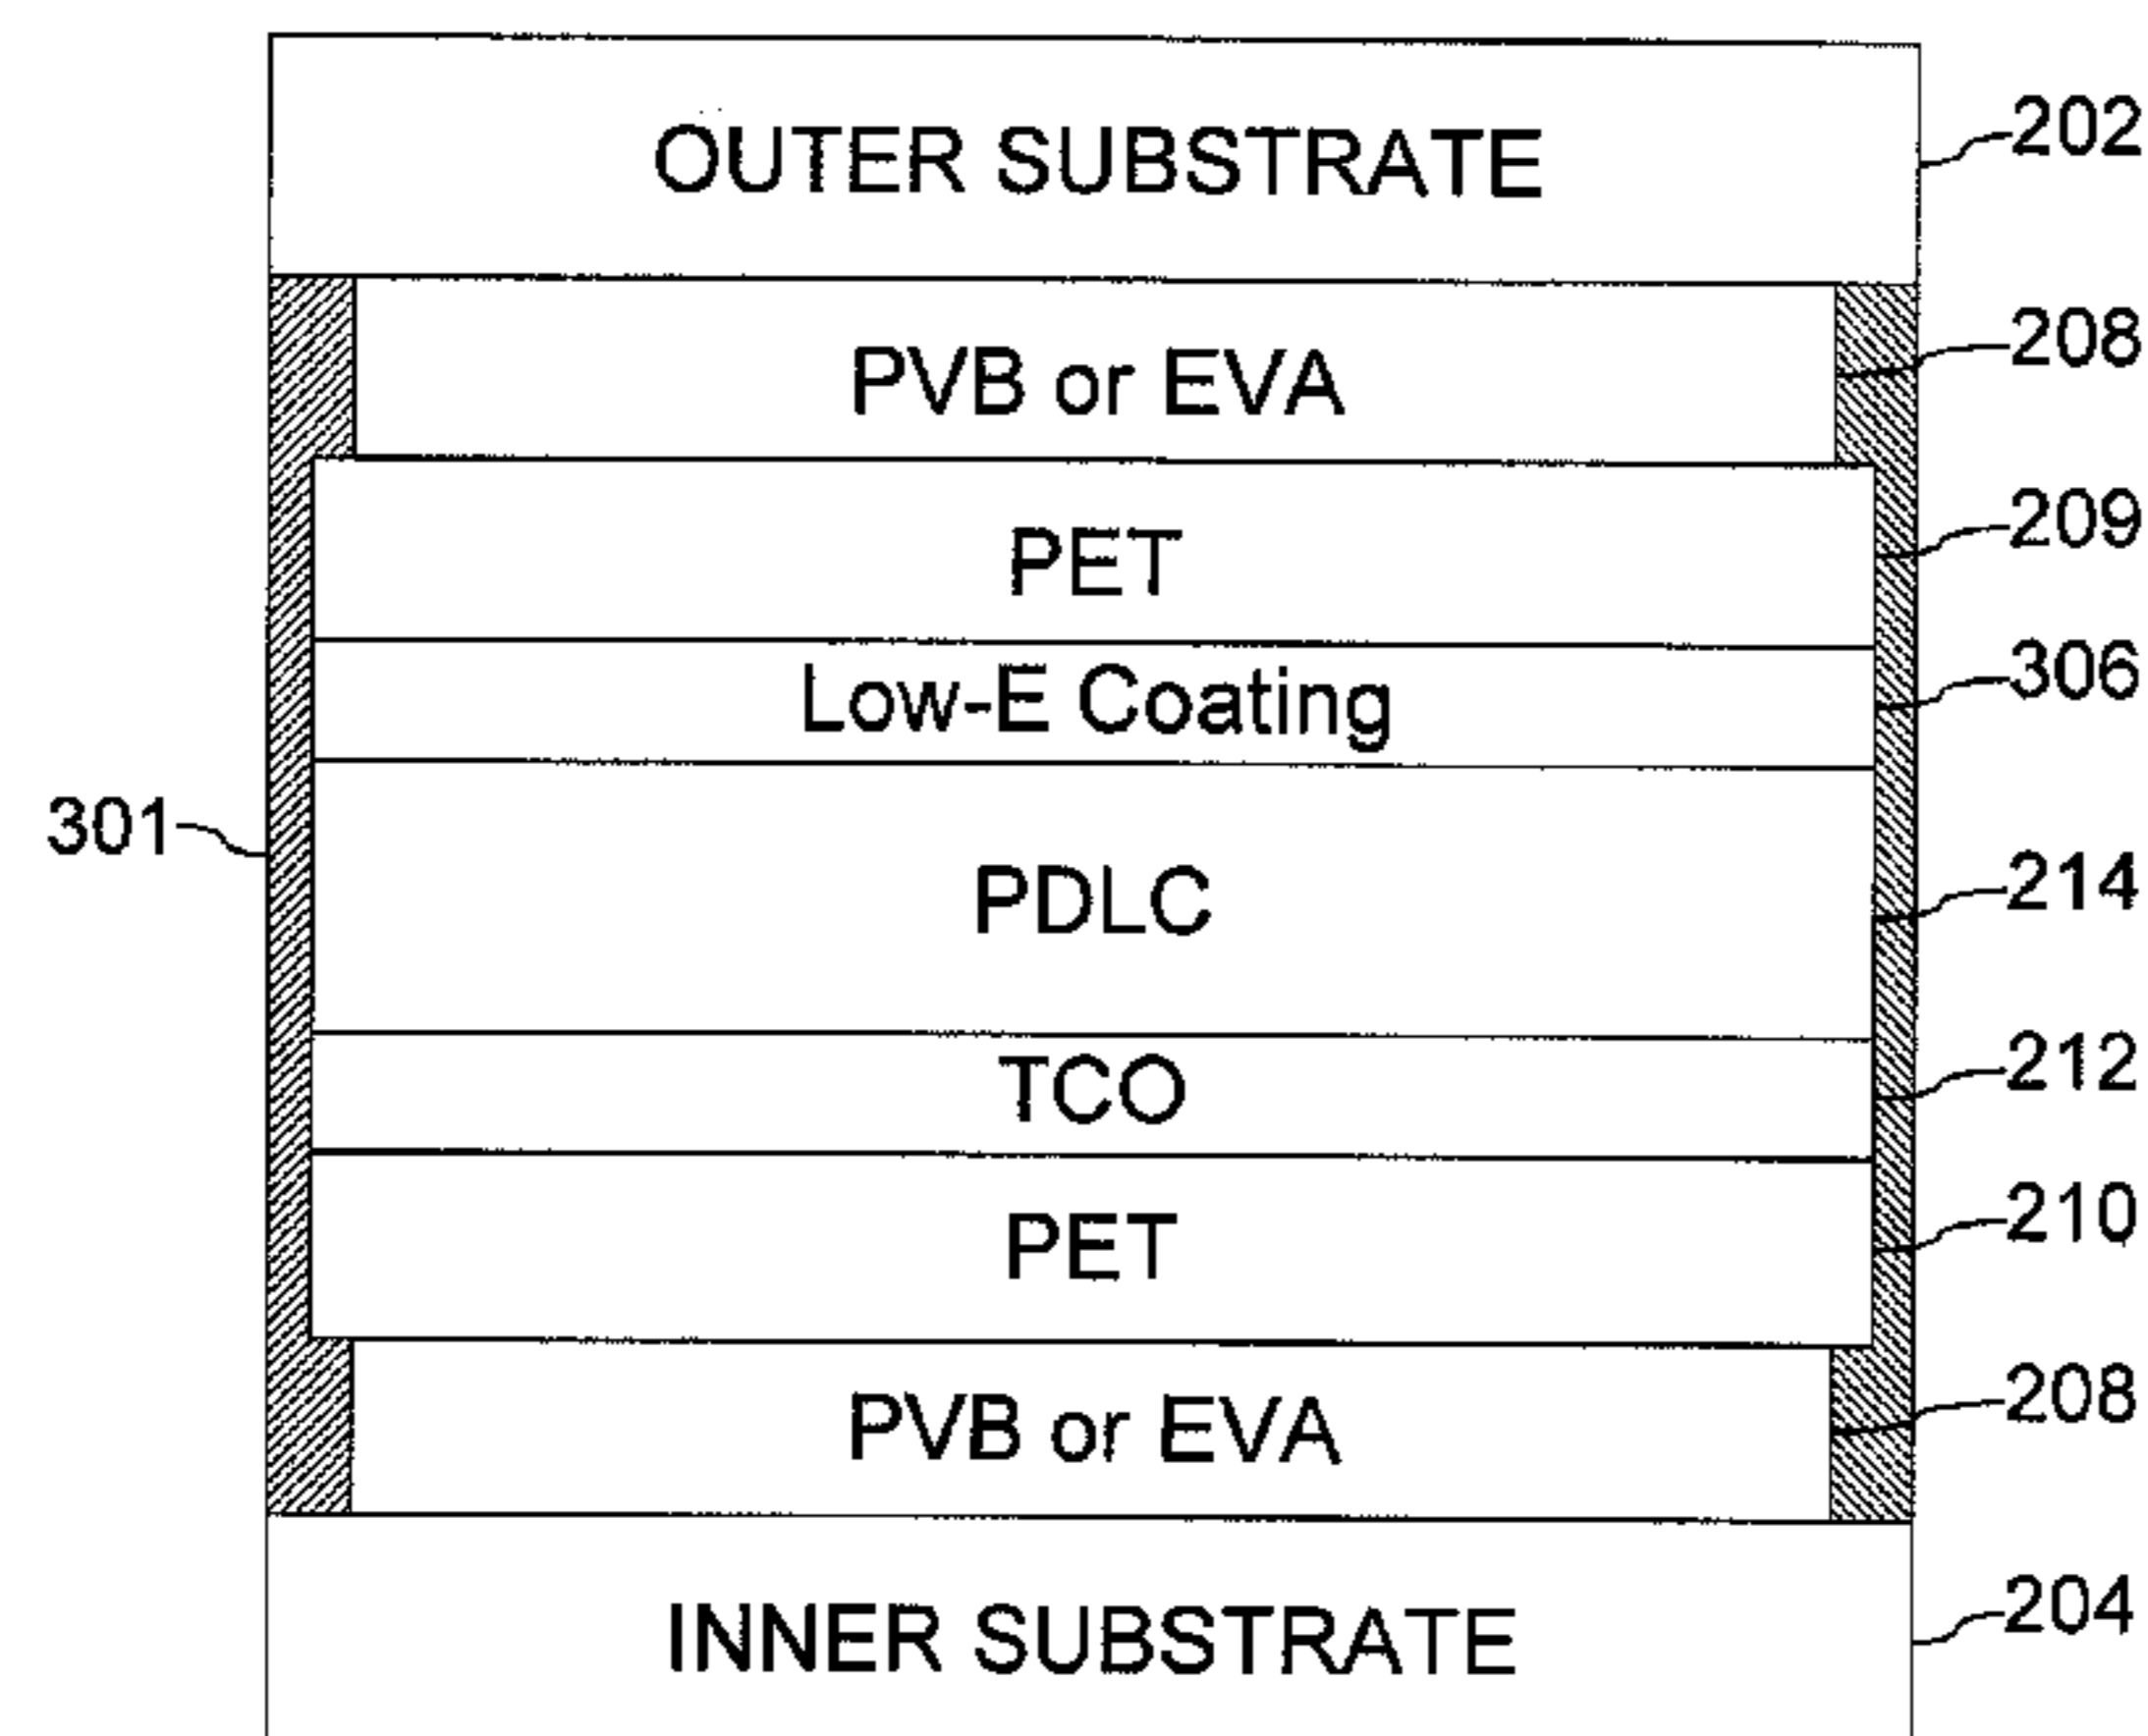 OUTER SUBSTRATE
202
PVB or EVA
208
PET
209
Low-E Coating
306
301
PDLC
214
TCO
212
PET
210
PVB or EVA
208
INNER SUBSTRATE
204